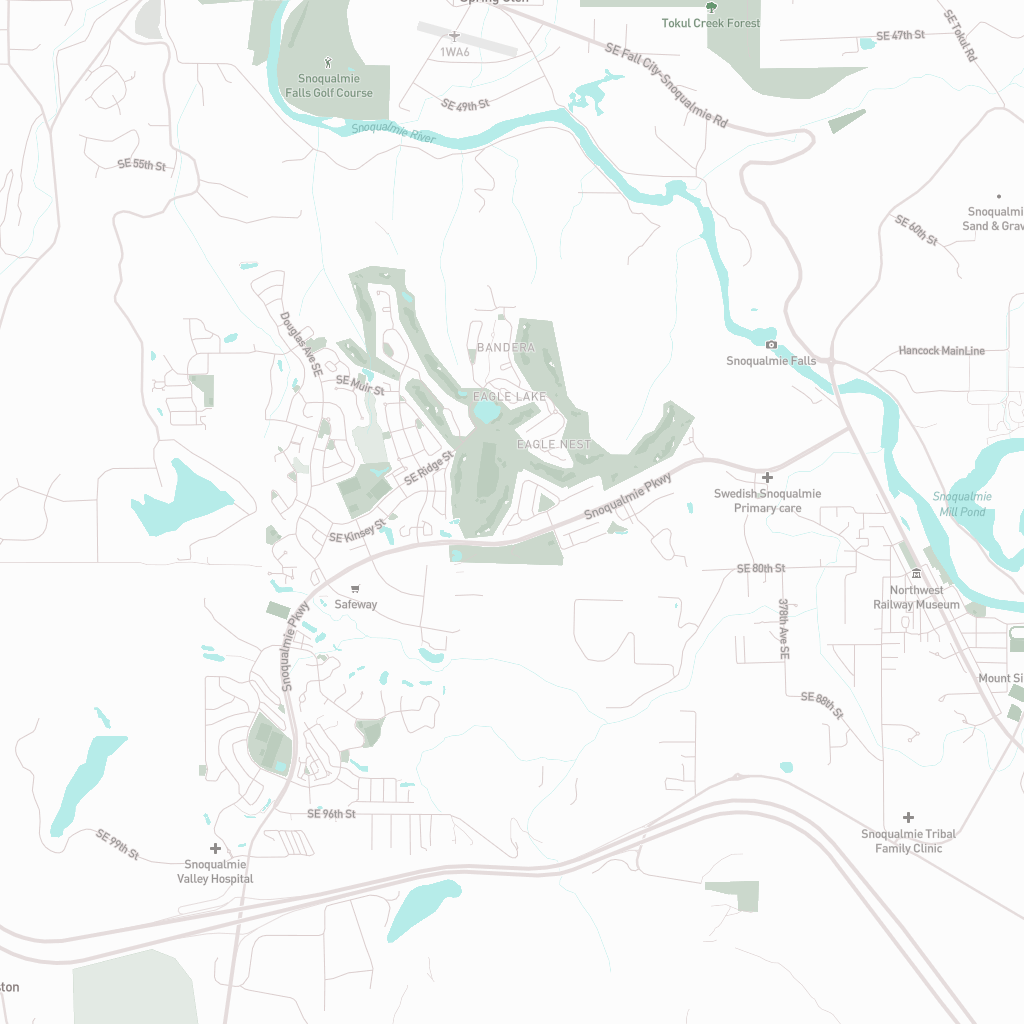 Spring Glen
Tokul Creek Forest
SE Tokul Rd
SE 47th St
1WA6
SE Fall City-Snoqualmie Rd
Snoqualmie
Falls Golf Course
SE 49th St
Snoqualmie River
SE 55th St
Snoqualmie
Sand & Grav
SE 60th St
Douglas Ave SE
BANDERA
Snoqualmie Falls
Hancock MainLine
SE Muir St
EAGLE LAKE
EAGLE NEST
SE Ridge St
Snoqualmie Pkwy
Swedish Snoqualmie
Primary care
Snoqualmie
Mill Pond
SE Kinsey St
SE 80th St
Northwest
Railway Museum
Safeway
378th Ave SE
Snoqualmie Pkwy
Mount Si
SE 88th St
SE 96th St
SE 99th St
Snoqualmie Tribal
Family Clinic
Snoqualmie
Valley Hospital
ston